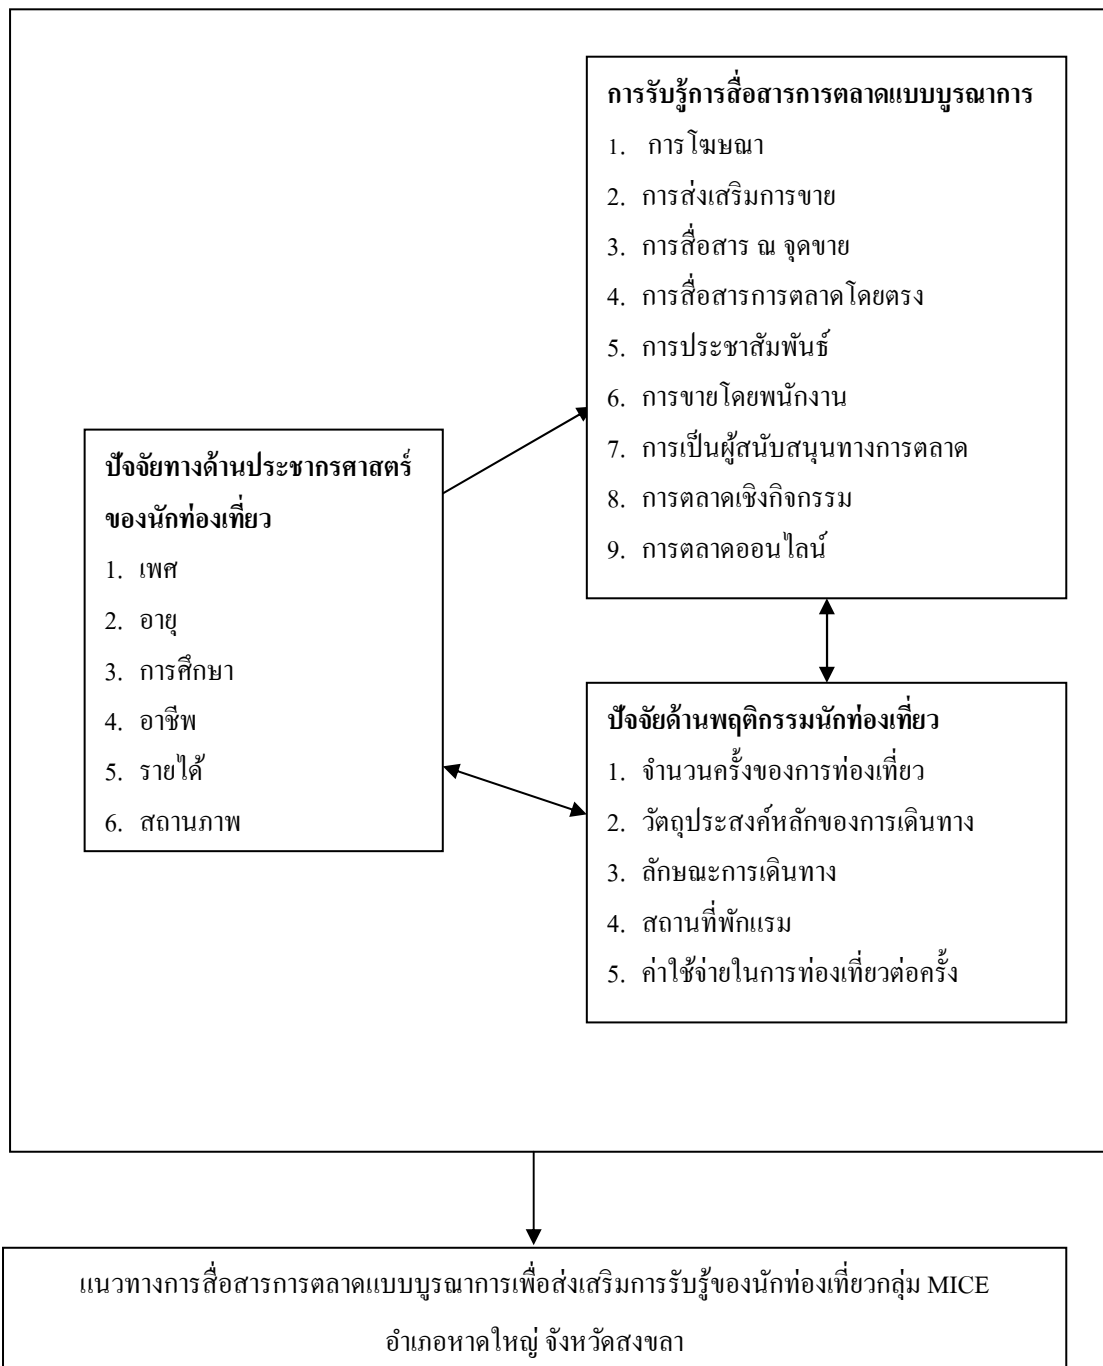 การรับรู้การสื่อสารการตลาดแบบบูรณาการ
1. การโฆษณา
2. การส่งเสริมการขาย
3. การสื่อสาร ณ จุดขาย
4. การสื่อสารการตลาดโดยตรง
5. การประชาสัมพันธ์
6. การขายโดยพนักงาน
7. การเป็นผู้สนับสนุนทางการตลาด
8. การตลาดเชิงกิจกรรม
9. การตลาดออนไลน์
ปัจจัยทางด้านประชากรศาสตร์
ของนักท่องเที่ยว
1. เพศ
2. อายุ
3. การศึกษา
4. อาชีพ
5. รายได้
6. สถานภาพ
ปัจจัยด้านพฤติกรรมนักท่องเที่ยว
1. จำนวนครั้งของการท่องเที่ยว
2. วัตถุประสงค์หลักของการเดินทาง
3. ลักษณะการเดินทาง
4. สถานที่พักแรม
5. ค่าใช้จ่ายในการท่องเที่ยวต่อครั้ง
แนวทางการสื่อสารการตลาดแบบบูรณาการเพื่อส่งเสริมการรับรู้ของนักท่องเที่ยวกลุ่ม MICE
อำเภอหาดใหญ่ จังหวัดสงขลา